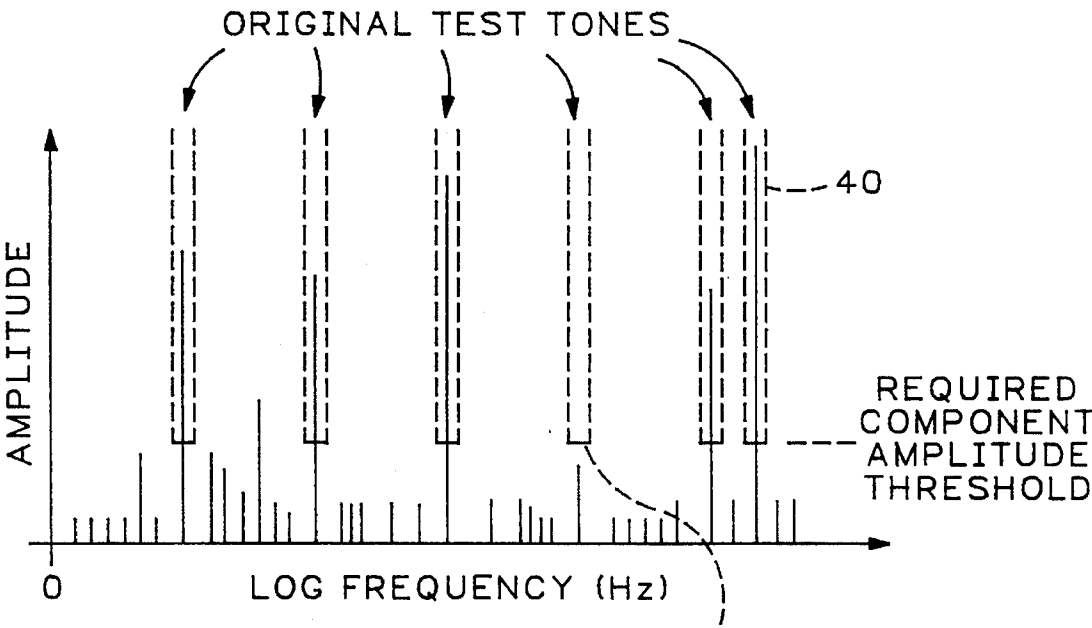 ORIGINAL TEST TONES
40
AMPLITUDE
REQUIRED
COMPONENT
AMPLITUDE
THRESHOLD
0
LOG FREQUENCY (Hz)